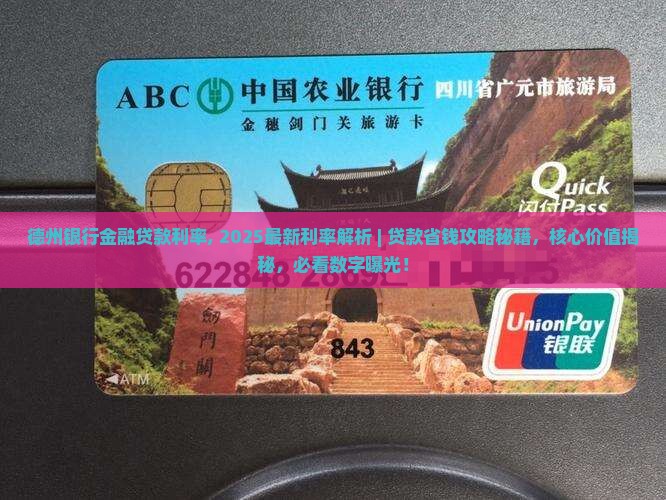 ABC 中国农业银行 四川省广元市旅游局
金穗剑门关旅游卡
Quick
闪付Pass
德州银行金融贷款利率, 2025最新利率解析 | 贷款省钱攻略秘籍，核心价值揭
秘，必看数字曝光！
622848
劍門關
843
UnionPay
银联
ATM